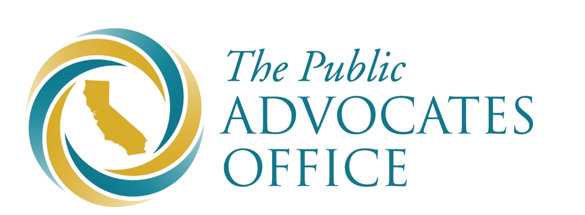 The Public
ADVOCATES
OFFICE